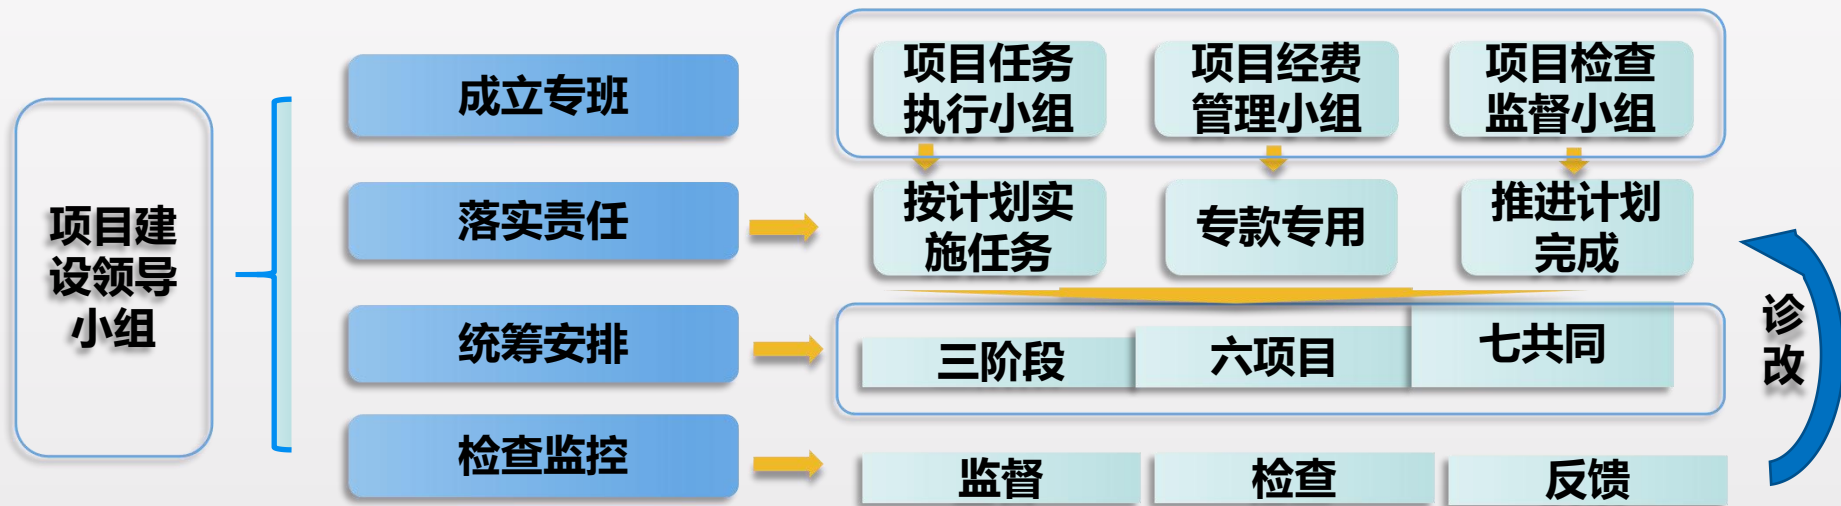 项目建
设领导
小组
成立专班
落实责任
统筹安排
检查监控
项目任务
执行小组
项目经费
管理小组
项目检查
监督小组
按计划实
施任务
专款专用
推进计划
完成
三阶段
六项目
七共同
监督
检查
反馈
诊
改